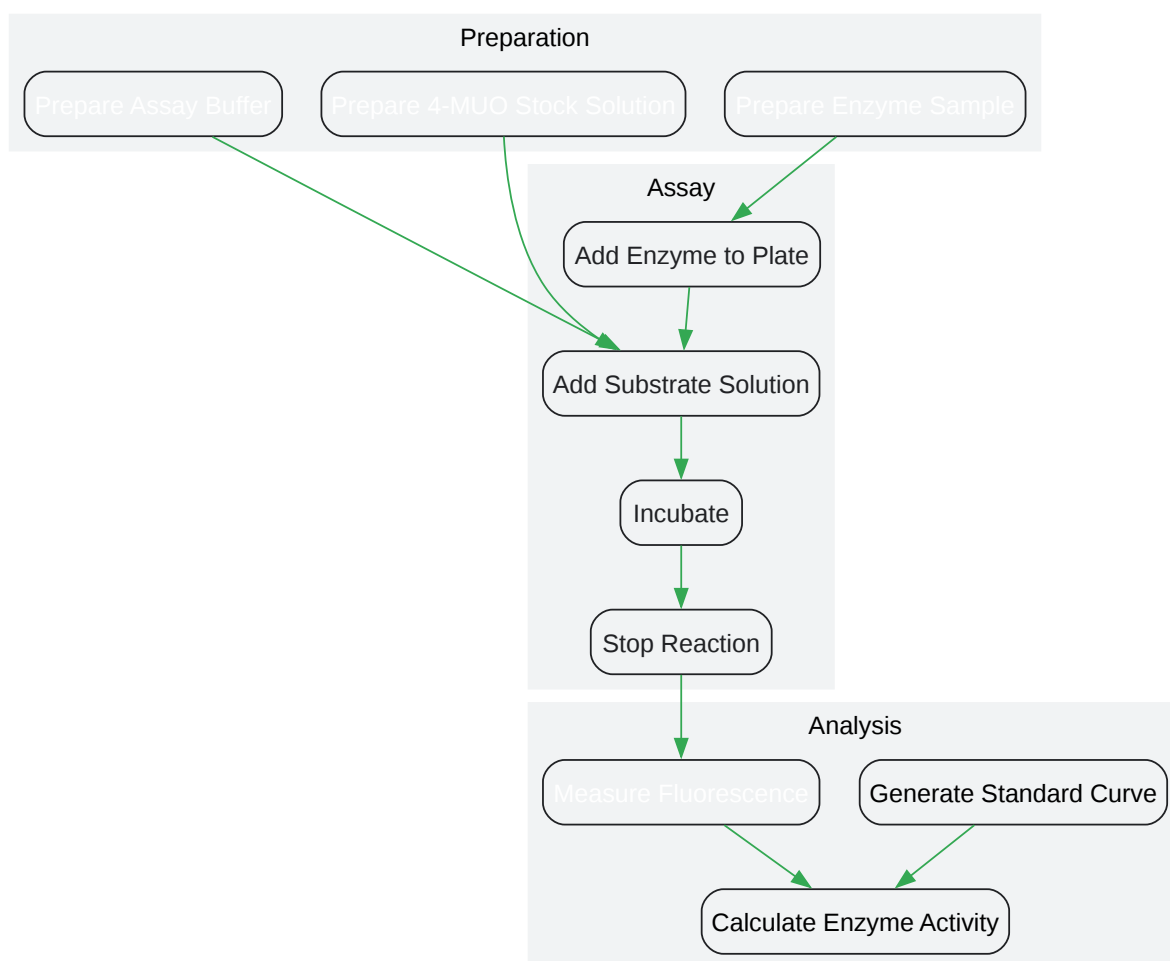 Preparation
Prepare Assay Buffer
Prepare 4-MUO Stock Solution
Prepare Enzyme Sample
Assay
Add Enzyme to Plate
Add Substrate Solution
Incubate
Stop Reaction
Analysis
Measure Fluorescence
Generate Standard Curve
Calculate Enzyme Activity